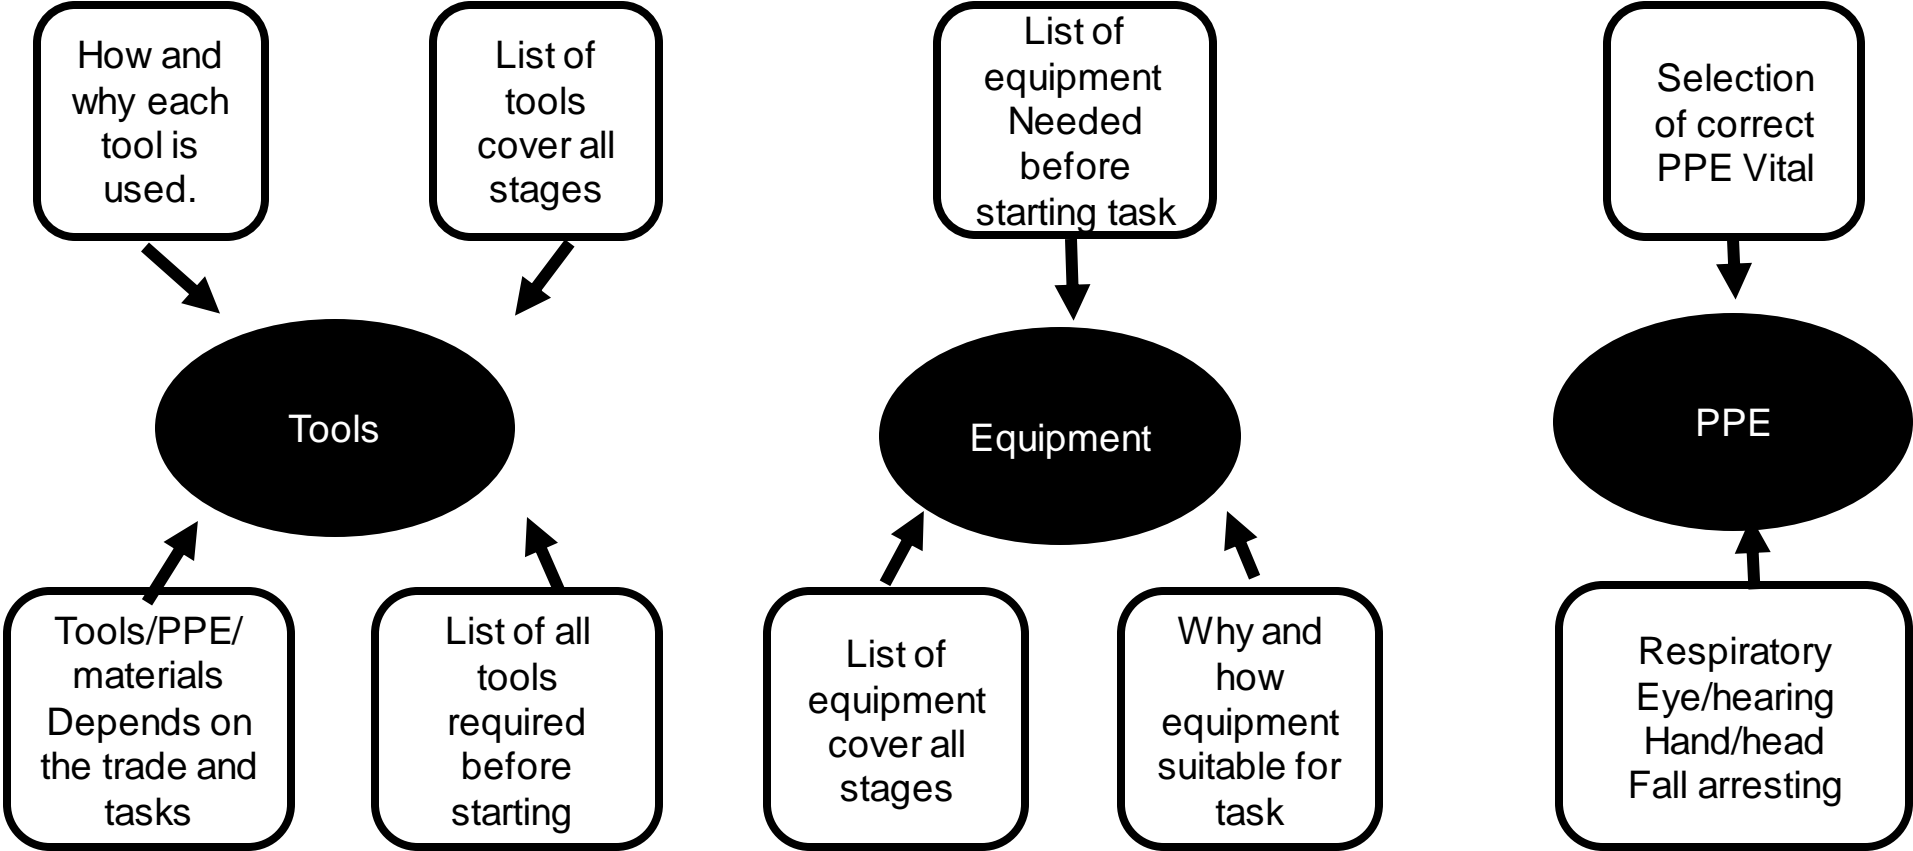 How and
why each
tool is
used.
List of
tools
cover all
stages
List of
equipment
Needed
before
starting task
Selection
of correct
PPE Vital
Tools
Equipment
PPE
Tools/PPE/
materials
Depends on
the trade and
tasks
List of all
tools
required
before
starting
List of
equipment
cover all
stages
Why and
how
equipment
suitable for
task
Respiratory
Eye/hearing
Hand/head
Fall arresting